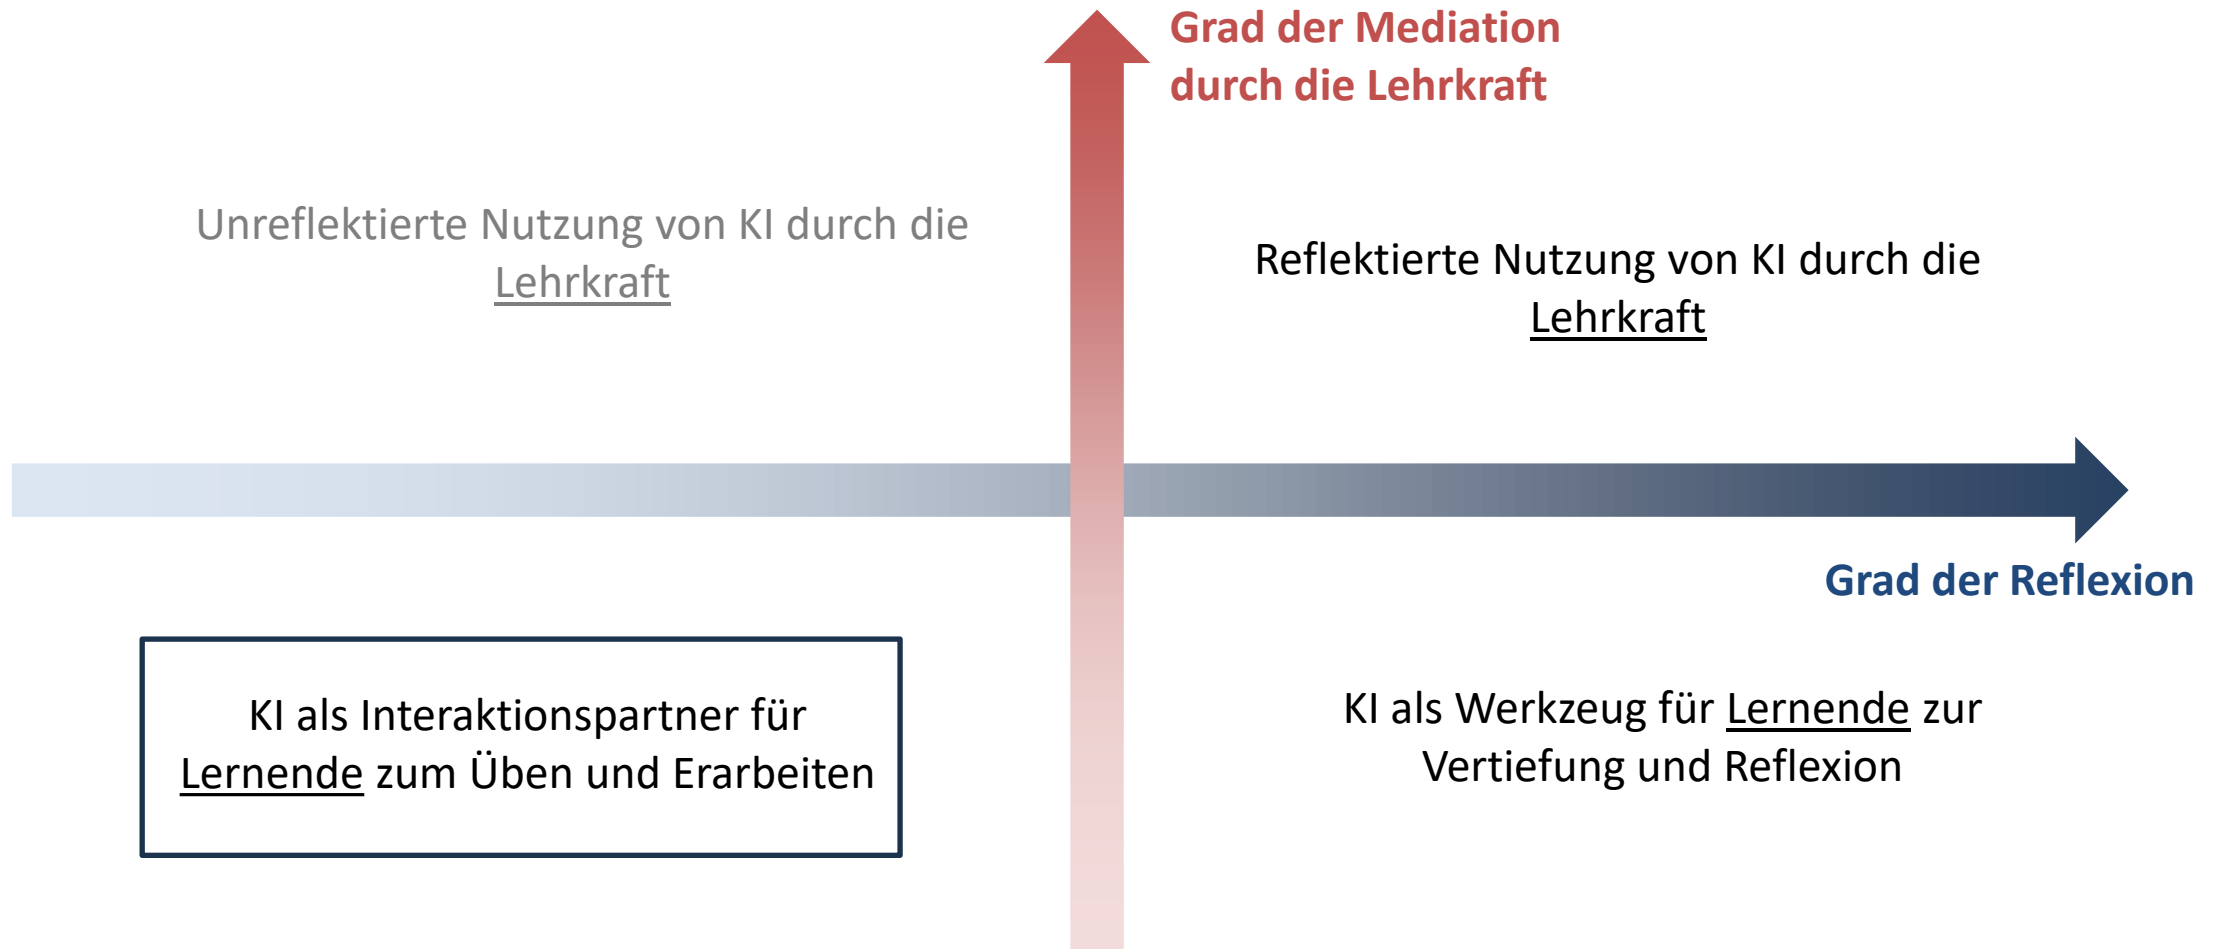 Grad der Mediation
durch die Lehrkraft
Unreflektierte Nutzung von KI durch die
Lehrkraft
Reflektierte Nutzung von KI durch die
Lehrkraft
Grad der Reflexion
KI als Interaktionspartner für
Lernende zum Üben und Erarbeiten
KI als Werkzeug für Lernende zur
Vertiefung und Reflexion